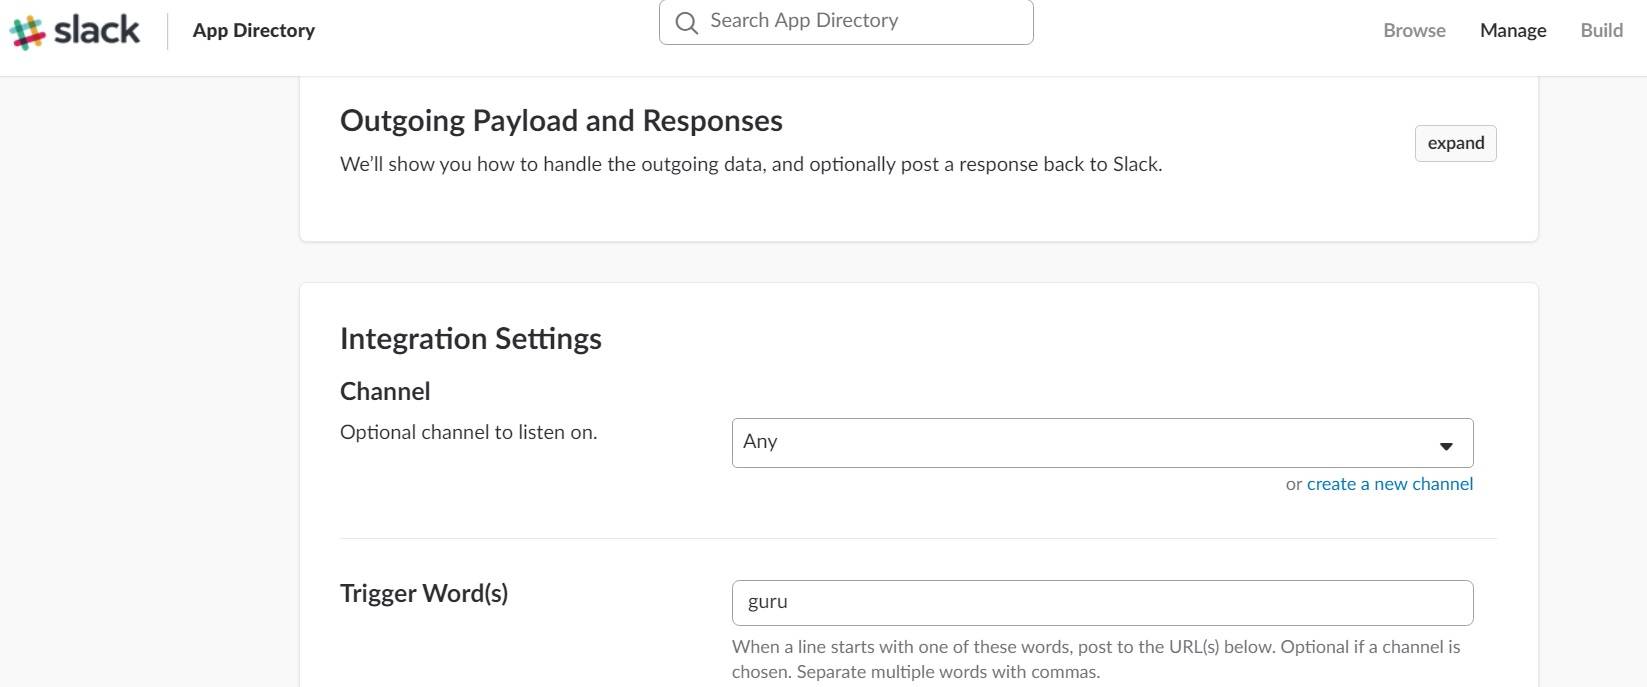 slack
App Directory
Search App Directory
Browse
Manage
Build
Outgoing Payload and Responses
expand
We’ll show you how to handle the outgoing data, and optionally post a response back to Slack.
Integration Settings
Channel
Optional channel to listen on.
Any
or create a new channel
Trigger Word(s)
guru
When a line starts with one of these words, post to the URL(s) below. Optional if a channel is
chosen. Separate multiple words with commas.